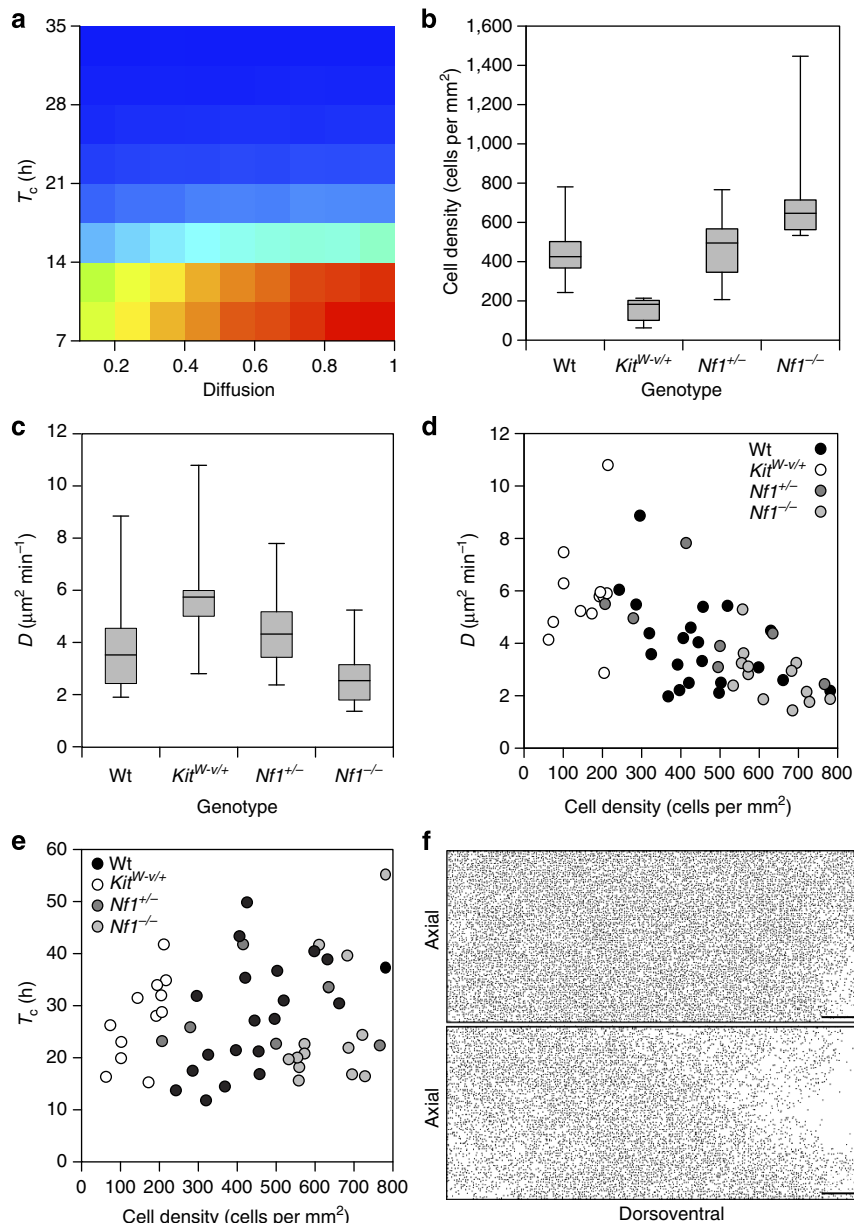 a
35
28
21
14
7
T_c (h)
0.2 0.4 0.6 0.8 1
Diffusion
b
1,600
1,400
1,200
1,000
800
600
400
200
0
Cell density (cells per mm²)
Wt Kit^W-v/+ Nf1^+/– Nf1^–/–
Genotype
c
12
10
8
6
4
2
0
D (μm² min⁻¹)
Wt Kit^W-v/+ Nf1^+/– Nf1^–/–
Genotype
d
12
10
8
6
4
2
0
D (μm² min⁻¹)
Wt
Kit^W-v/+
Nf1^+/–
Nf1^–/–
0 100 200 300 400 500 600 700 800
Cell density (cells per mm²)
e
60
50
40
30
20
10
0
T_c (h)
Wt
Kit^W-v/+
Nf1^+/–
Nf1^–/–
0 100 200 300 400 500 600 700 800
Cell density (cells per mm²)
f
Axial
Axial
Dorsoventral